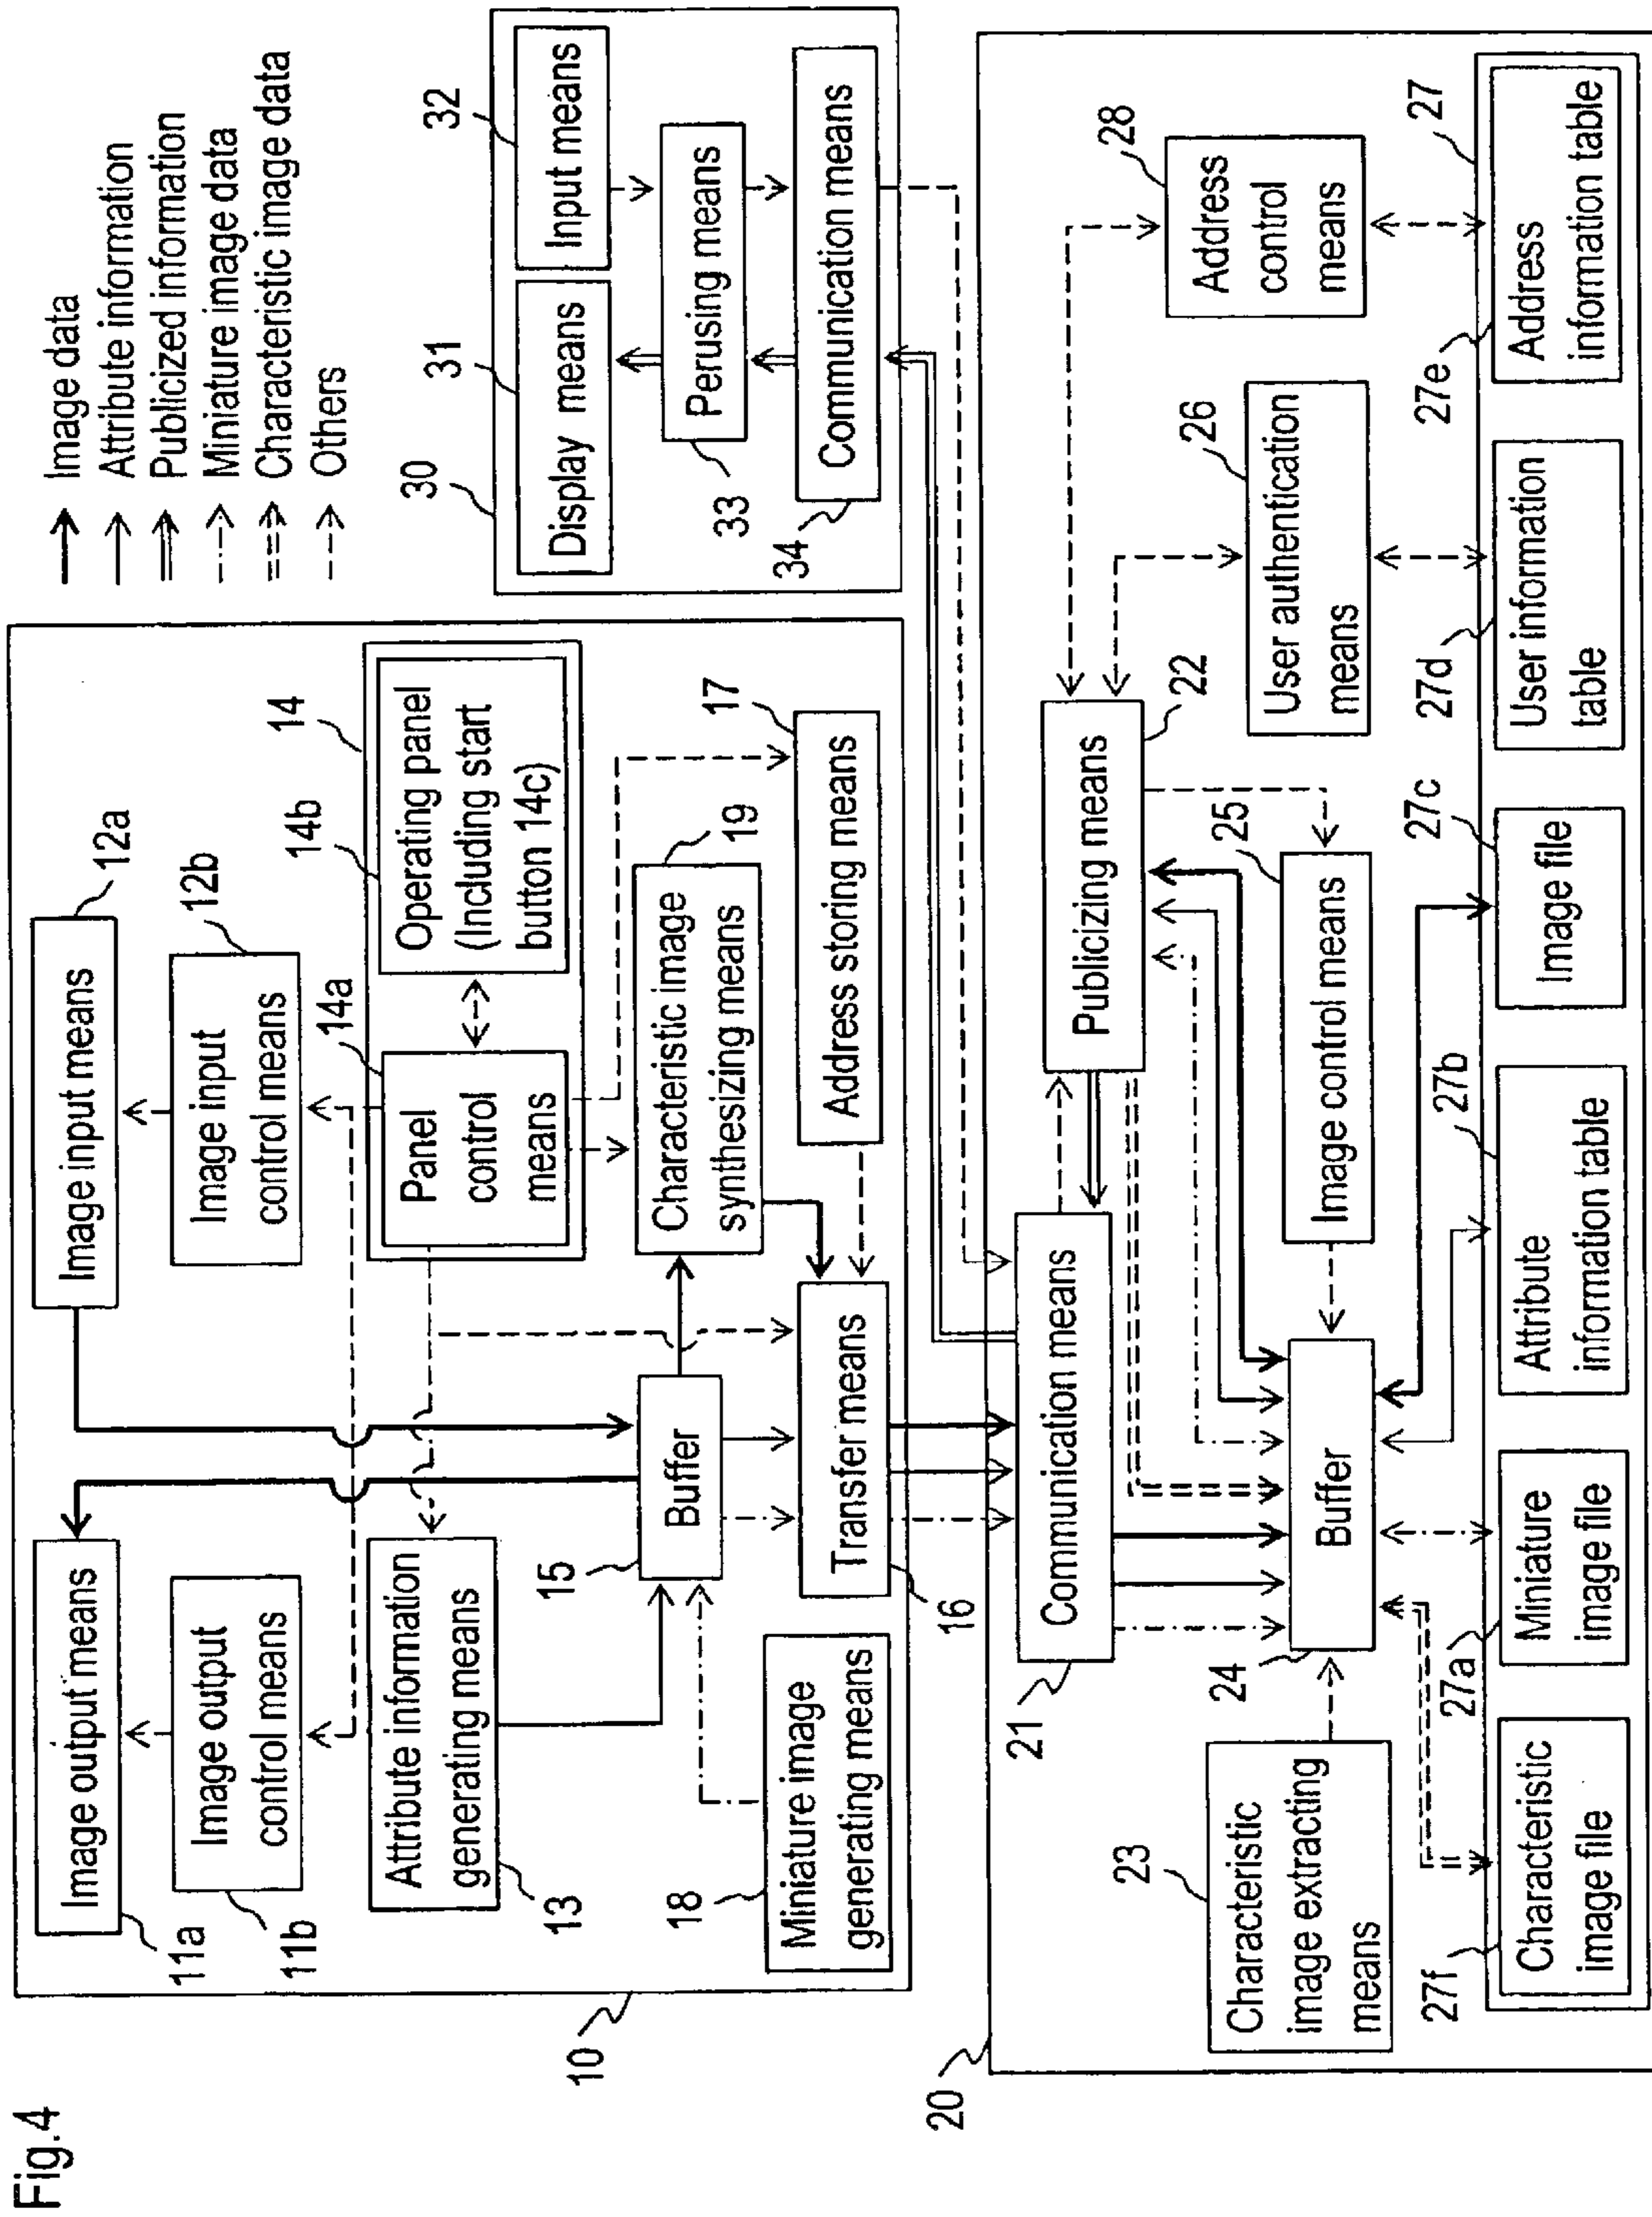 Fig.4
Image data
Attribute information
Publicized information
Miniature image data
Characteristic image data
Others
10
Image output means
11a
Image output
control means
11b
Image input means
12a
Image input
control means
12b
Attribute information
generating means
13
14
14a
Panel
control
means
14b
Operating panel
(Including start
button 14c)
Buffer
15
Characteristic image
synthesizing means
19
Miniature image
generating means
18
Transfer means
16
Address storing means
17
30
Display means
31
Input means
32
Perusing means
33
Communication means
34
20
Communication means
21
Publicizing means
22
Characteristic
image extracting
means
23
Buffer
24
Image control means
25
User authentication
means
26
Address
control
means
28
27
Characteristic
image file
27f
Miniature
image file
27a
Attribute
information table
27b
Image file
27c
User information
table
27d
Address
information table
27e